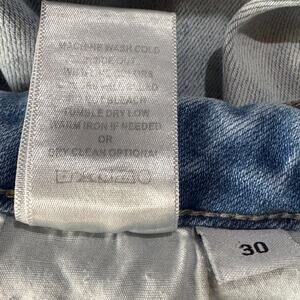 MACHINE WASH COLD
INSIDE OUT
WITH COLORS
BLEACH
TUMBLE DRY LOW
WARM IRON IF NEEDED
OR
DRY CLEAN OPTIONAL
30